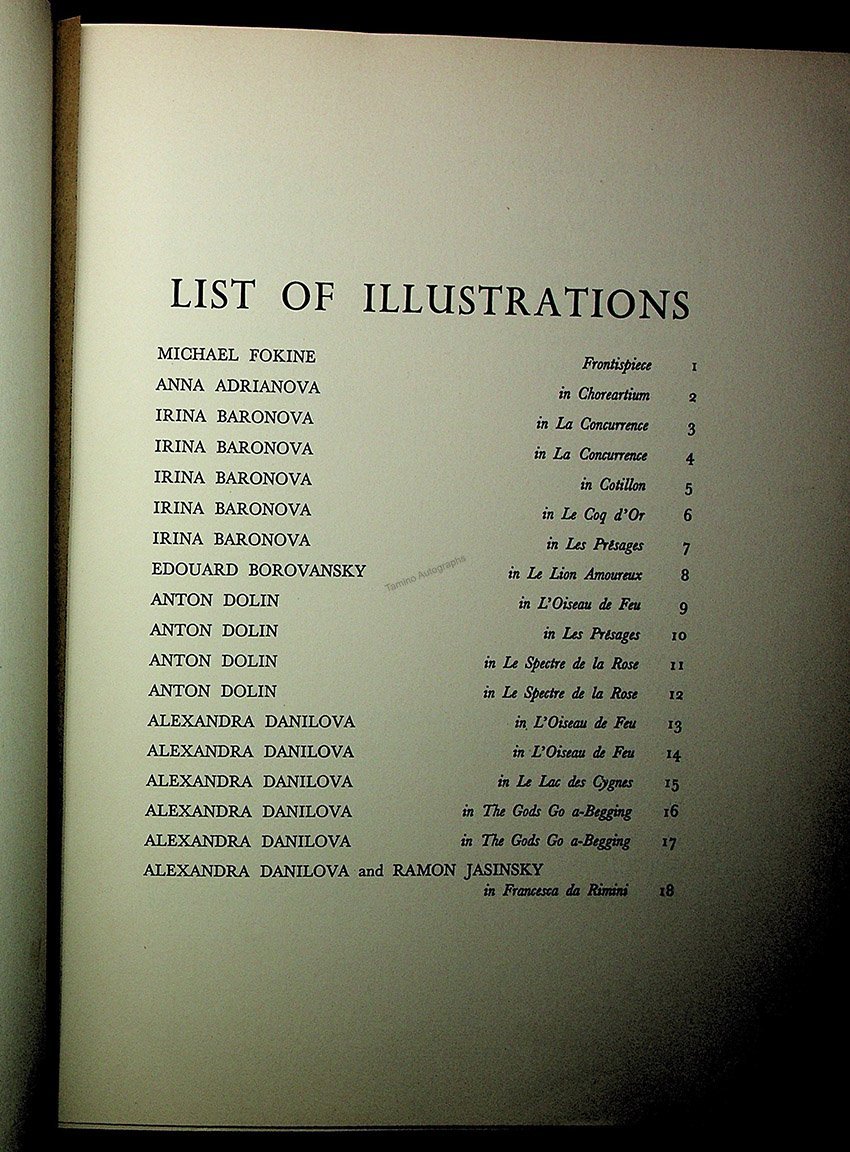 LIST OF ILLUSTRATIONS
MICHAEL FOKINE Frontispiece 1
ANNA ADRIANOVA in Choreartium 2
IRINA BARONOVA in La Concurrence 3
IRINA BARONOVA in La Concurrence 4
IRINA BARONOVA in Cotillon 5
IRINA BARONOVA in Le Coq d'Or 6
IRINA BARONOVA in Les Présages 7
EDOUARD BOROVANSKY in Le Lion Amoureux 8
Tamino Autographs
ANTON DOLIN in L'Oiseau de Feu 9
ANTON DOLIN in Les Présages 10
ANTON DOLIN in Le Spectre de la Rose 11
ANTON DOLIN in Le Spectre de la Rose 12
ALEXANDRA DANILOVA in L'Oiseau de Feu 13
ALEXANDRA DANILOVA in L'Oiseau de Feu 14
ALEXANDRA DANILOVA in Le Lac des Cygnes 15
ALEXANDRA DANILOVA in The Gods Go a-Begging 16
ALEXANDRA DANILOVA in The Gods Go a-Begging 17
ALEXANDRA DANILOVA and RAMON JASINSKY
in Francesca da Rimini 18